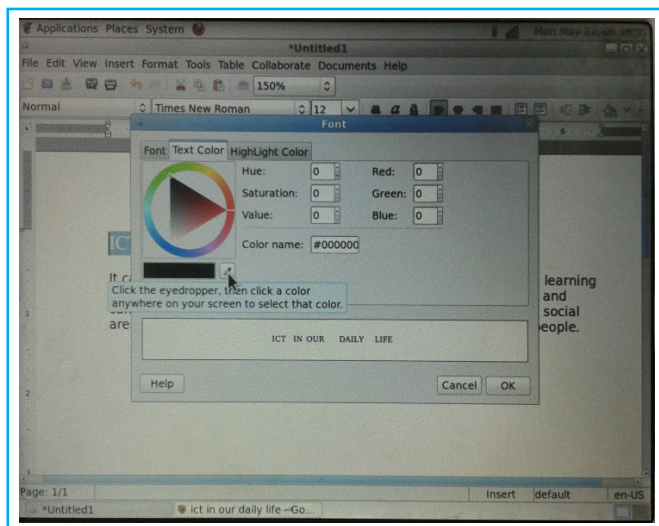 Applications Places System
*Untitled1
File Edit View Insert Format Tools Table Collaborate Documents Help
150%
Normal Times New Roman 12 a a a
Font
Font Text Color HighLight Color
Hue: 0 Red: 0
Saturation: 0 Green: 0
Value: 0 Blue: 0
Color name: #000000
learning
Click the eyedropper, then click a color
anywhere on your screen to select that color.
and
social
are
people.
ICT IN OUR DAILY LIFE
Help Cancel OK
Page: 1/1 Insert default en-US
*Untitled1 ict in our daily life - Go...